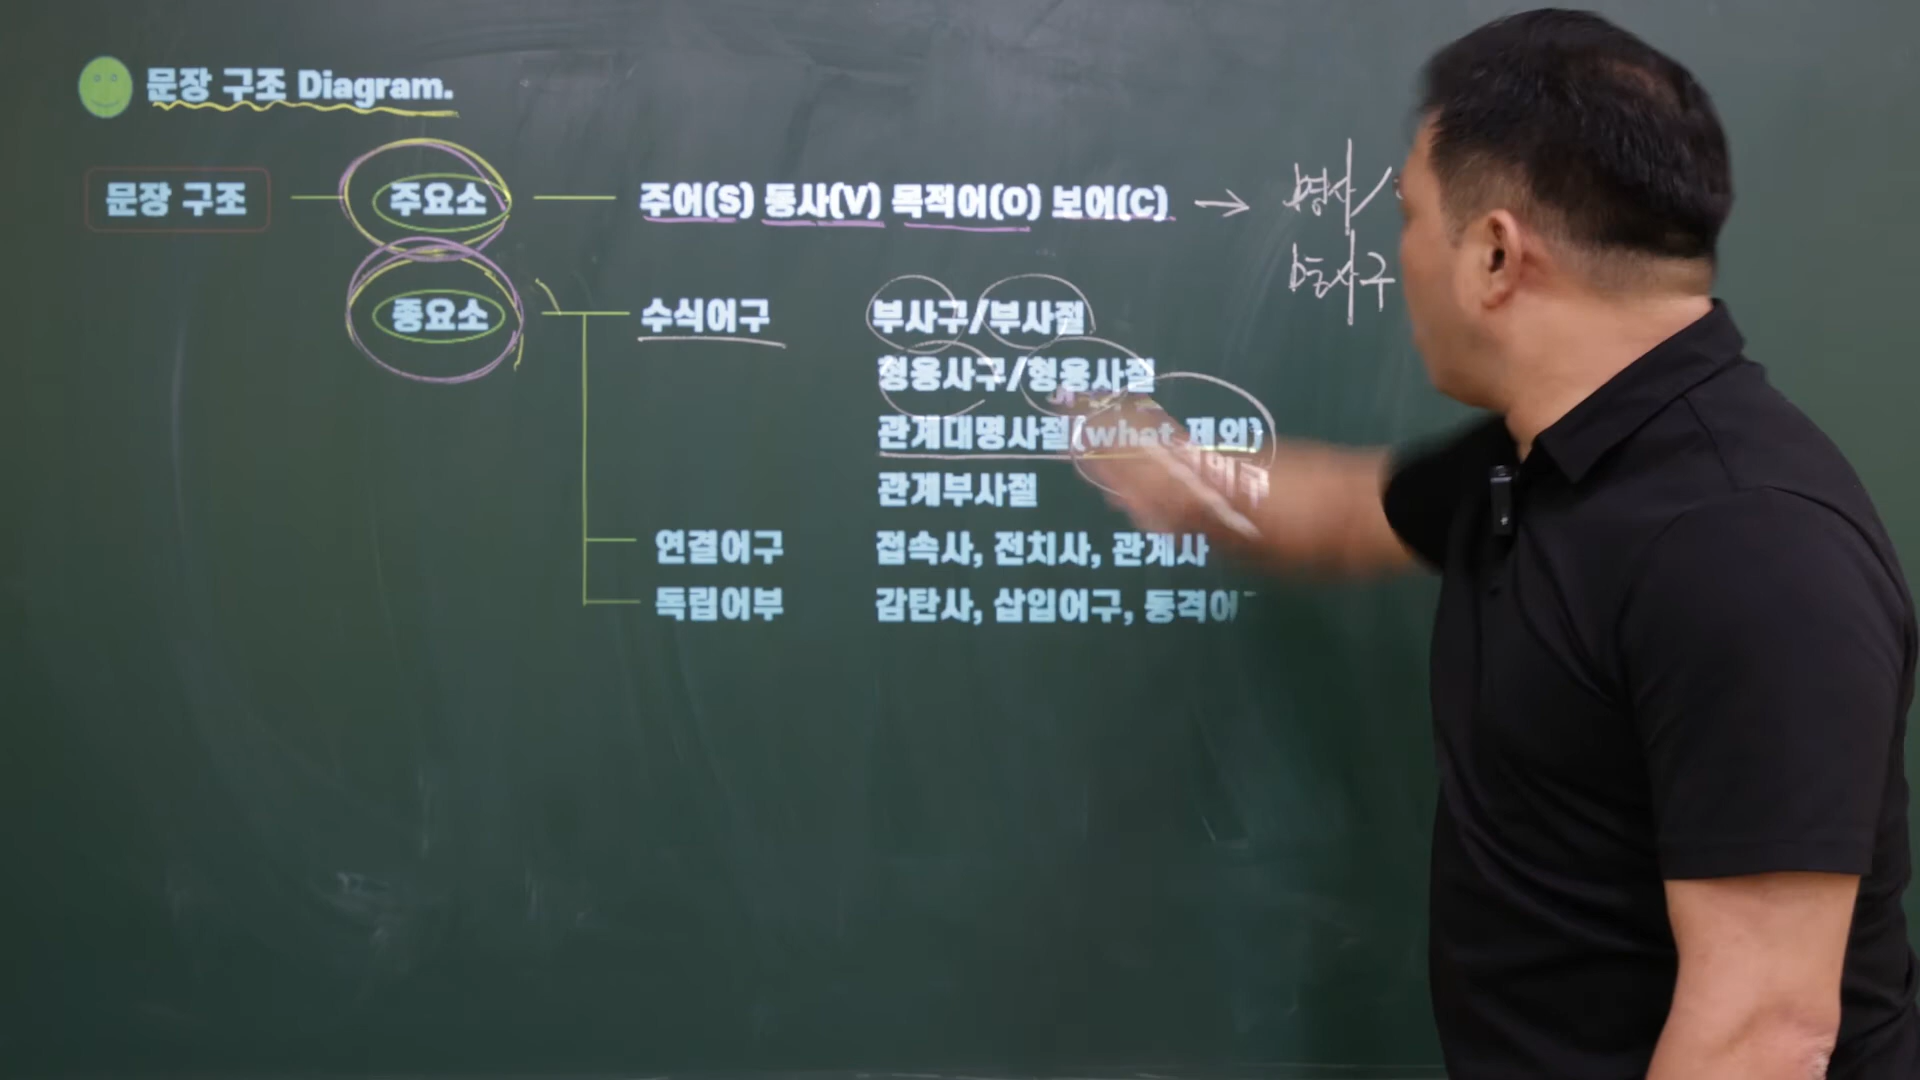 문장 구조 Diagram.
문장 구조 주요소 주어(S) 동사(V) 목적어(O) 보어(C) → 명사/
동사구
종요소 수식어구 부사구/부사절
형용사구/형용사절
관계대명사절(what 제외)
관계부사절
연결어구 접속사, 전치사, 관계사
독립어부 감탄사, 삽입어구, 동격어